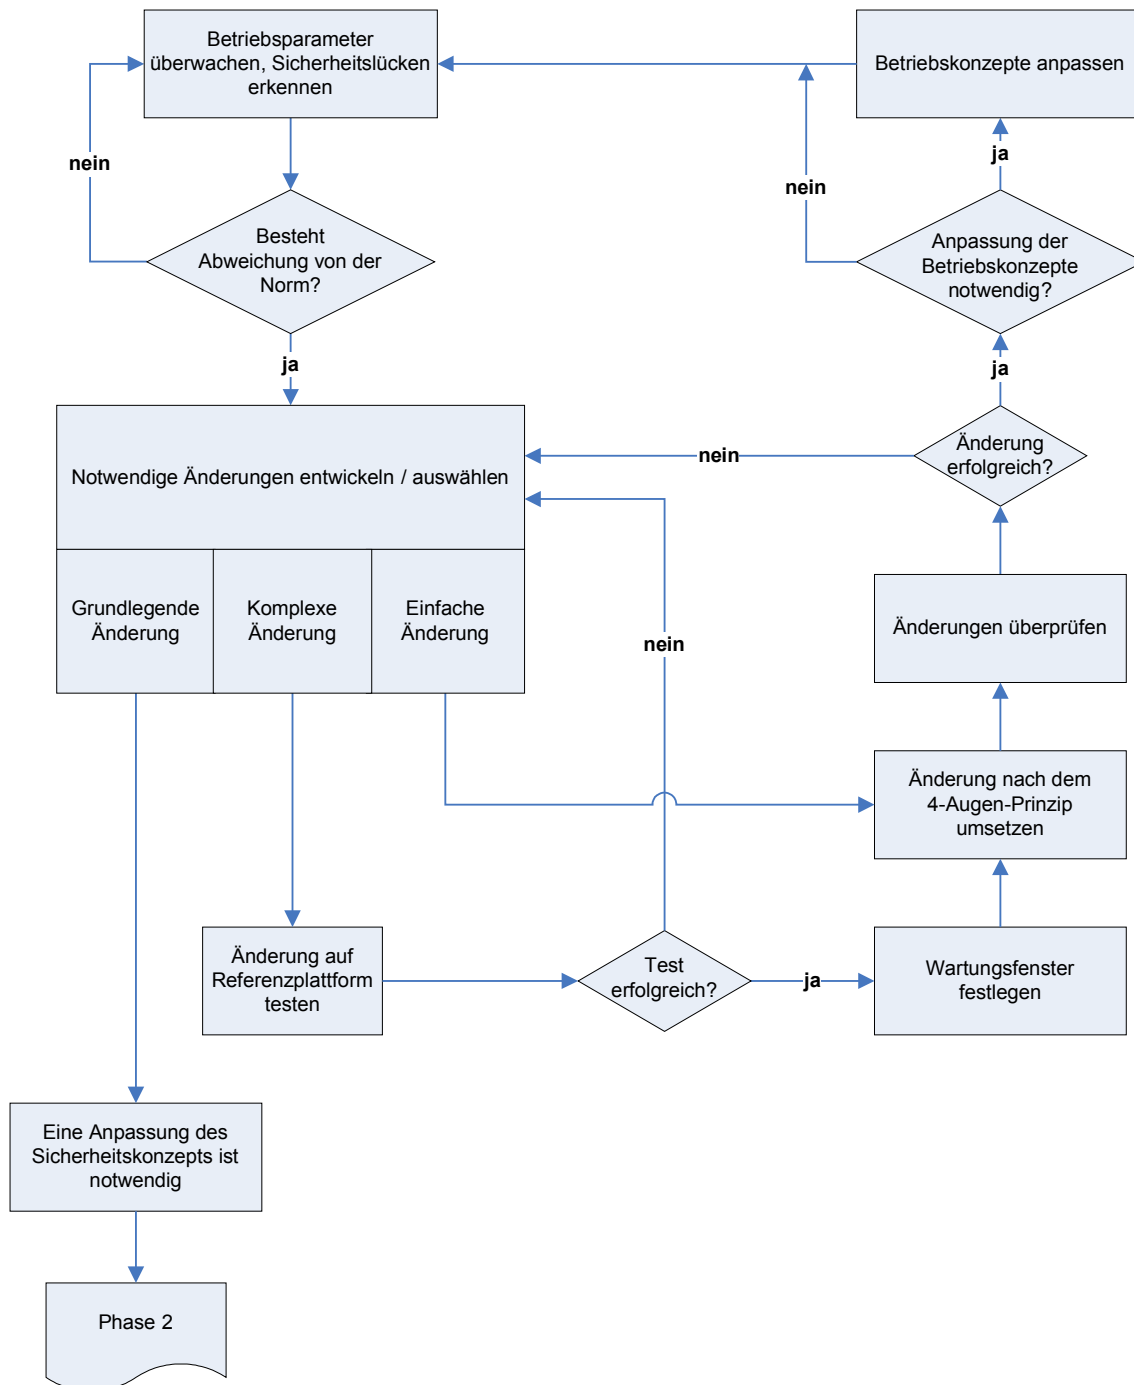 Betriebsparameter
überwachen, Sicherheitslücken
erkennen
Betriebskonzepte anpassen
nein
ja
nein
Besteht
Abweichung von der
Norm?
Anpassung der
Betriebskonzepte
notwendig?
ja
ja
Notwendige Änderungen entwickeln / auswählen
nein
Änderung
erfolgreich?
Grundlegende
Änderung
Komplexe
Änderung
Einfache
Änderung
nein
Änderungen überprüfen
Änderung nach dem
4-Augen-Prinzip
umsetzen
Änderung auf
Referenzplattform
testen
Test
erfolgreich?
ja
Wartungsfenster
festlegen
Eine Anpassung des
Sicherheitskonzepts ist
notwendig
Phase 2